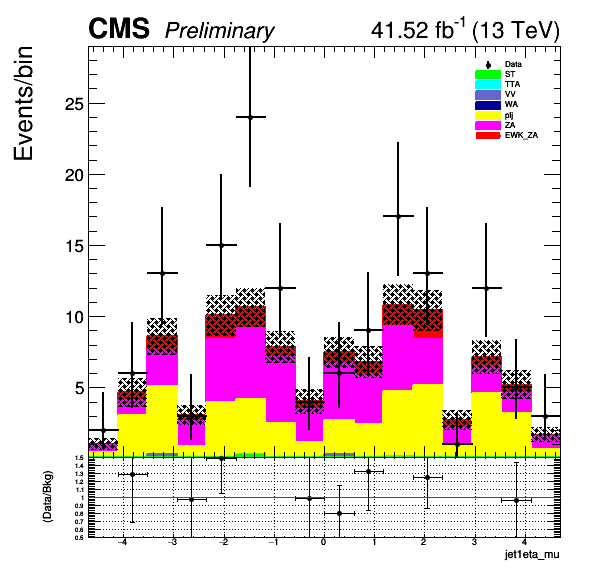 CMS Preliminary 41.52 fb-1 (13 TeV)
Events/bin
25
20
15
10
5
Data
ST
TTA
VV
WA
plj
ZA
EWK_ZA
(Data/Bkg)
1.5
1.4
1.3
1.2
1.1
1
0.9
0.8
0.7
0.6
0.5
−4 −3 −2 −1 0 1 2 3 4
jet1eta_mu